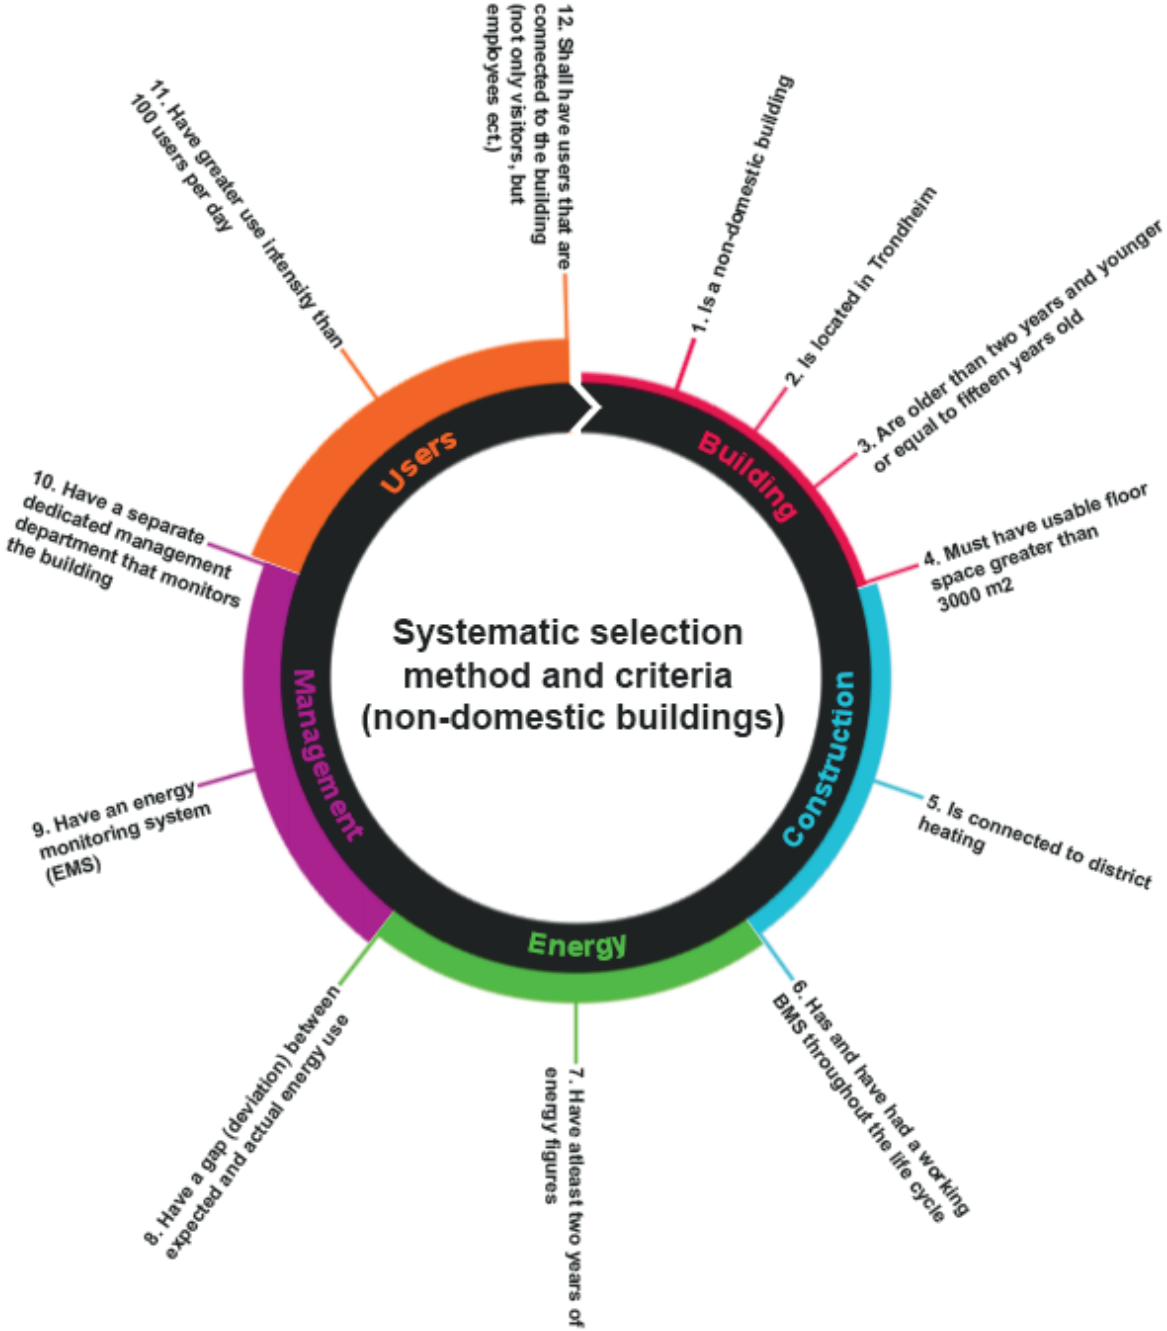 Systematic selection
method and criteria
(non-domestic buildings)
Building
1. Is a non-domestic building
2. Is located in Trondheim
3. Are older than two years and younger
or equal to fifteen years old
4. Must have usable floor
space greater than
3000 m2
Construction
5. Is connected to district
heating
6. Has and have had a working
BMS throughout the life cycle
Energy
7. Have atleast two years of
energy figures
8. Have a gap (deviation) between
expected and actual energy use
Management
9. Have an energy
monitoring system
(EMS)
10. Have a separate
dedicated management
department that monitors
the building
Users
11. Have greater use intensity than
100 users per day
12. Shall have users that are
connected to the building
(not only visitors, but
employees ect.)